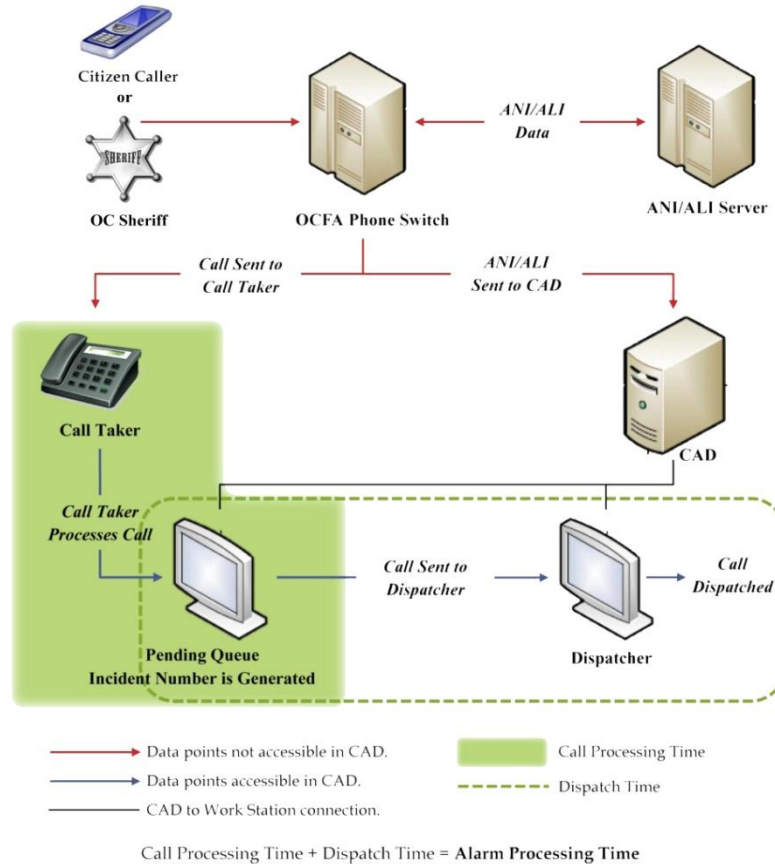 Citizen Caller
or
SHERIFF
OC Sheriff
OCFA Phone Switch
ANI/ALI
Data
ANI/ALI Server
Call Sent to
Call Taker
ANI/ALI
Sent to CAD
Call Taker
CAD
Call Taker
Processes Call
Call Sent to
Dispatcher
Call
Dispatched
Pending Queue
Incident Number is Generated
Dispatcher
Data points not accessible in CAD.
Call Processing Time
Data points accessible in CAD.
Dispatch Time
CAD to Work Station connection.
Call Processing Time + Dispatch Time = Alarm Processing Time